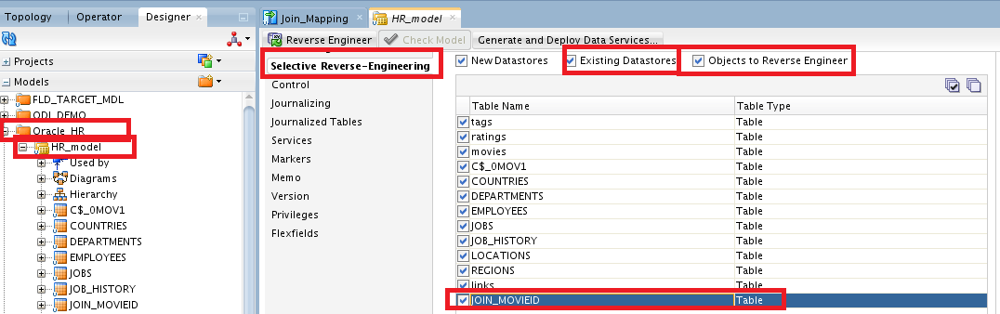 Topology Operator Designer
Projects
Models
FLD_TARGET_MDL
ODI_DEMO
Oracle_HR
HR_model
Used by
Diagrams
Hierarchy
C$_0MOV1
COUNTRIES
DEPARTMENTS
EMPLOYEES
JOBS
JOB_HISTORY
JOIN_MOVIEID
Join_Mapping HR_model
Reverse Engineer Check Model Generate and Deploy Data Services...
Selective Reverse-Engineering
Control
Journalizing
Journalized Tables
Services
Markers
Memo
Version
Privileges
Flexfields
New Datastores Existing Datastores Objects to Reverse Engineer
Table Name Table Type
tags Table
ratings Table
movies Table
C$_0MOV1 Table
COUNTRIES Table
DEPARTMENTS Table
EMPLOYEES Table
JOBS Table
JOB_HISTORY Table
LOCATIONS Table
REGIONS Table
links Table
JOIN_MOVIEID Table